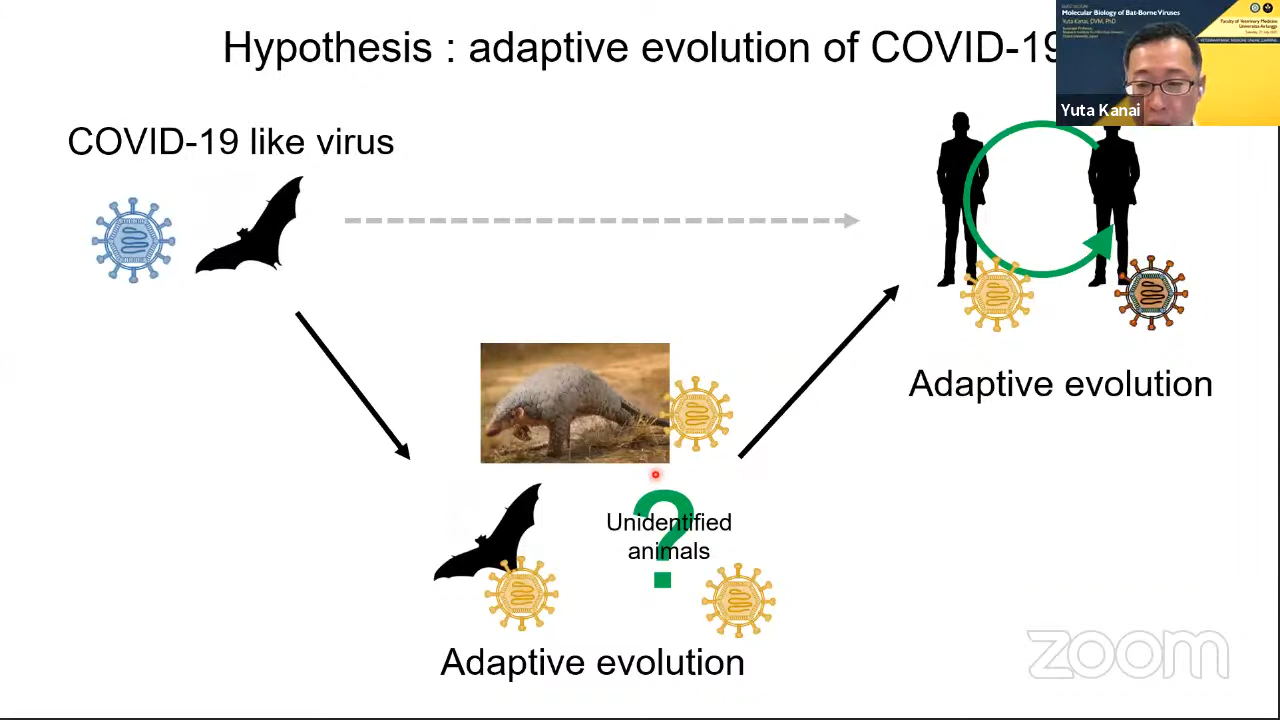 Hypothesis : adaptive evolution of COVID-19
Molecular Biology of Bat-Borne Viruses
Yuta Kanai, DVM, PhD
Faculty of Veterinary Medicine
Universitas Airlangga
Yuta Kanai
COVID-19 like virus
Adaptive evolution
Unidentified
animals
?
Adaptive evolution
zoom